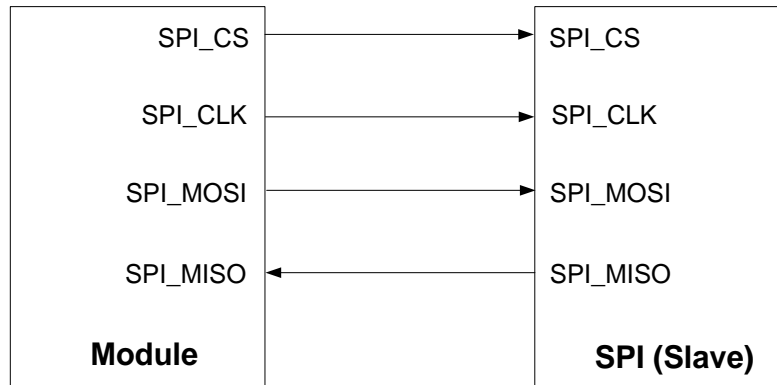 SPI_CS SPI_CS
SPI_CLK SPI_CLK
SPI_MOSI SPI_MOSI
SPI_MISO SPI_MISO
Module SPI (Slave)